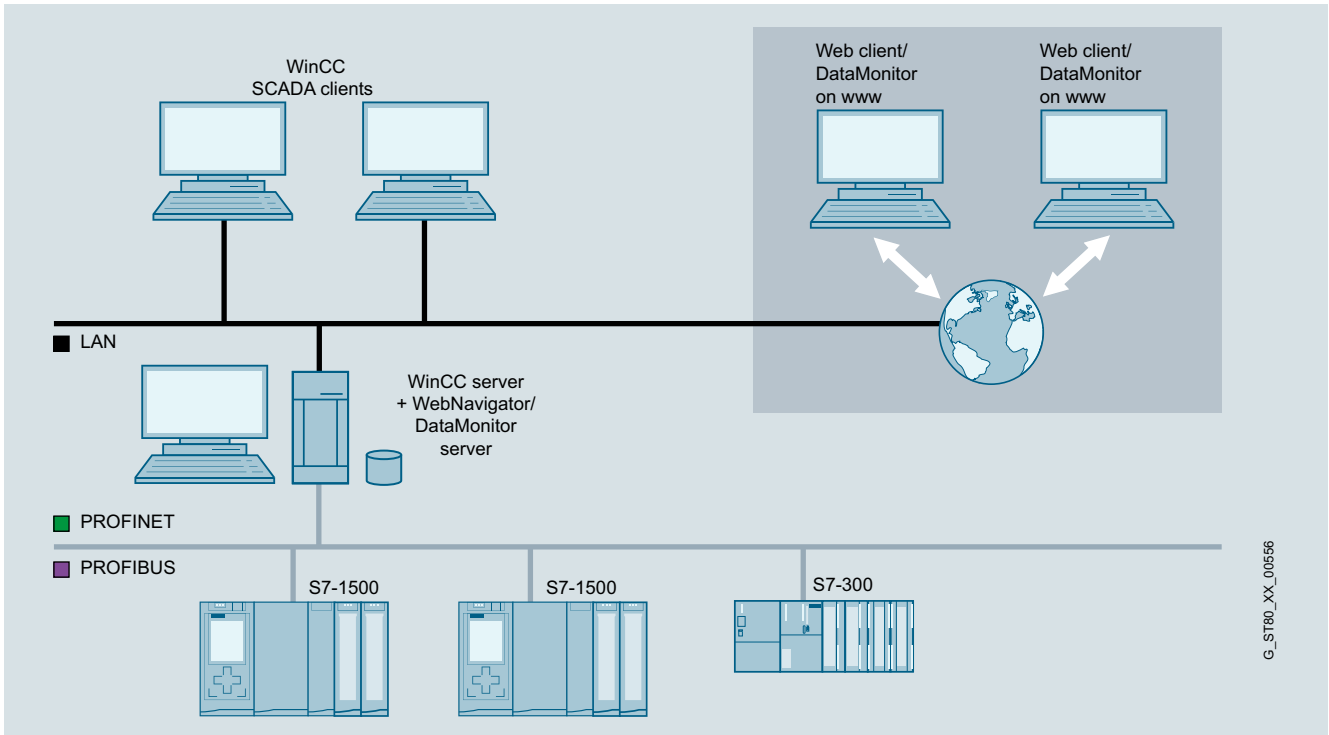 WinCC
SCADA clients
Web client/
DataMonitor
on www
Web client/
DataMonitor
on www
LAN
WinCC server
+ WebNavigator/
DataMonitor
server
PROFINET
PROFIBUS
S7-1500
S7-1500
S7-300
G_ST80_XX_00556